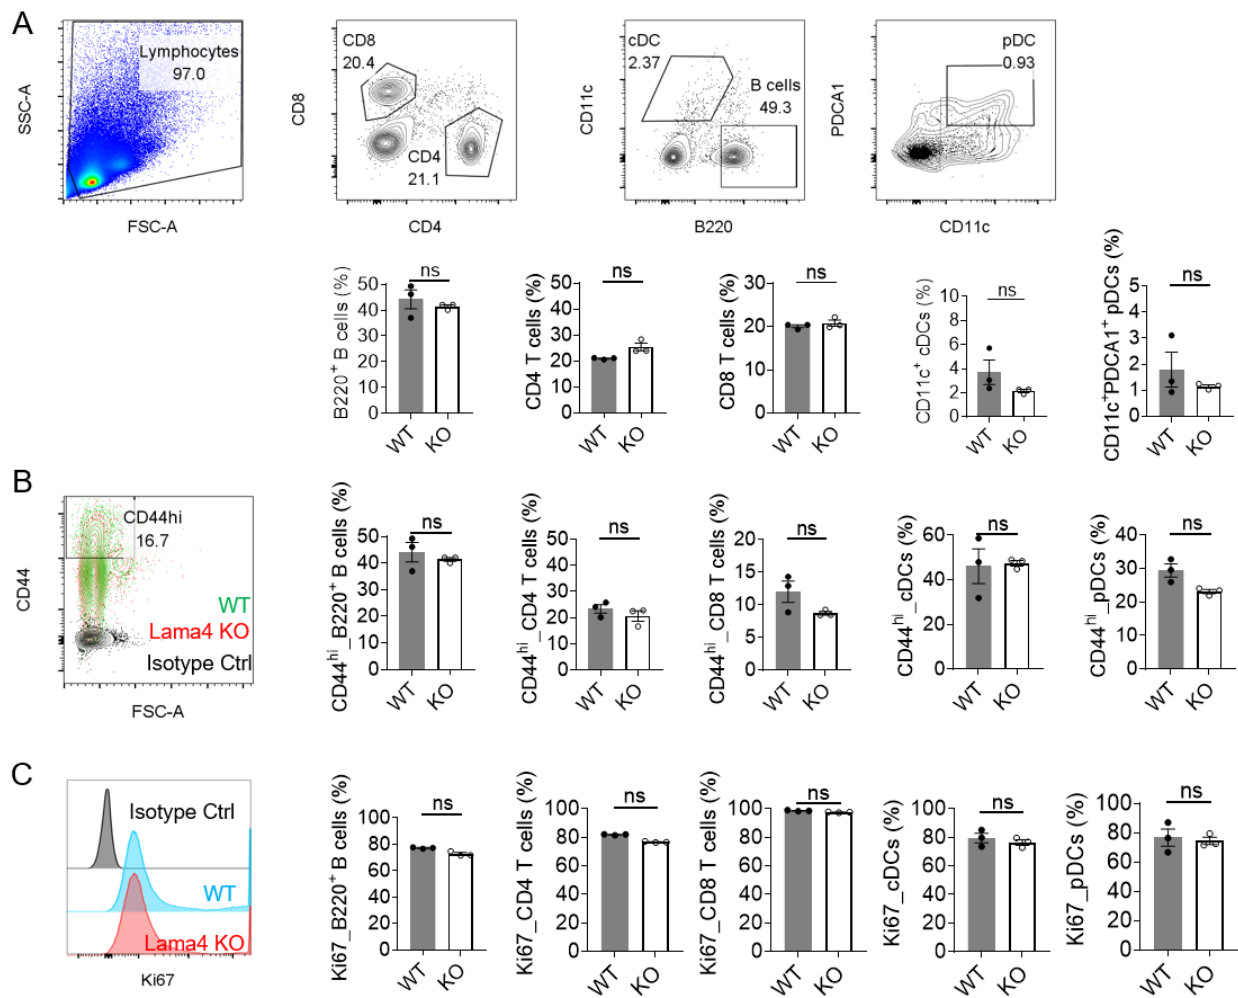 A
Lymphocytes
97.0
SSC-A
FSC-A
CD8
20.4
CD4
21.1
CD8
CD4
cDC
2.37
B cells
49.3
CD11c
B220
pDC
0.93
PDCA1
CD11c
B220⁺ B cells (%)
50
40
30
20
10
0
ns
WT
KO
CD4 T cells (%)
50
40
30
20
10
0
ns
WT
KO
CD8 T cells (%)
30
20
10
0
ns
WT
KO
CD11c⁺ cDCs (%)
10
8
6
4
2
0
ns
WT
KO
CD11c⁺PDCA1⁺ pDCs (%)
5
4
3
2
1
0
ns
WT
KO
B
CD44hi
16.7
WT
Lama4 KO
Isotype Ctrl
CD44
FSC-A
CD44ʰⁱ_B220⁺ B cells (%)
50
40
30
20
10
0
ns
WT
KO
CD44ʰⁱ_CD4 T cells (%)
50
40
30
20
10
0
ns
WT
KO
CD44ʰⁱ_CD8 T cells (%)
20
15
10
5
0
ns
WT
KO
CD44ʰⁱ_cDCs (%)
60
40
20
0
ns
WT
KO
CD44ʰⁱ_pDCs (%)
40
30
20
10
0
ns
WT
KO
C
Isotype Ctrl
WT
Lama4 KO
Ki67
Ki67_B220⁺ B cells (%)
100
80
60
40
20
0
ns
WT
KO
Ki67_CD4 T cells (%)
100
80
60
40
20
0
ns
WT
KO
Ki67_CD8 T cells (%)
100
80
60
40
20
0
ns
WT
KO
Ki67_cDCs (%)
100
80
60
40
20
0
ns
WT
KO
Ki67_pDCs (%)
100
80
60
40
20
0
ns
WT
KO